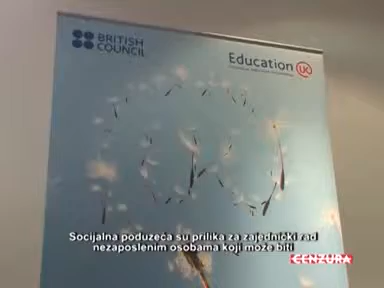 BRITISH
COUNCIL
Education UK
Socijalna poduzeća su prilika za zajednički rad
nezaposlenim osobama koji može biti
CENZURA